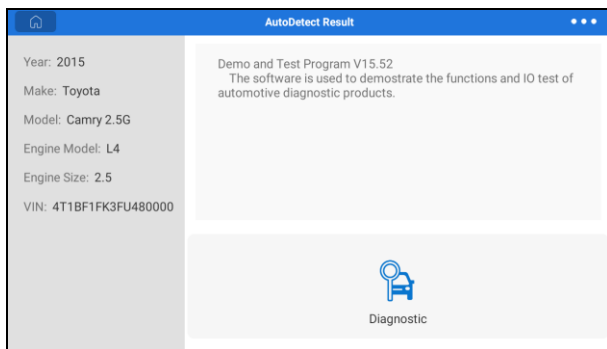 AutoDetect Result
Year: 2015
Make: Toyota
Model: Camry 2.5G
Engine Model: L4
Engine Size: 2.5
VIN: 4T1BF1FK3FU480000
Demo and Test Program V15.52
The software is used to demostrate the functions and IO test of
automotive diagnostic products.
Diagnostic